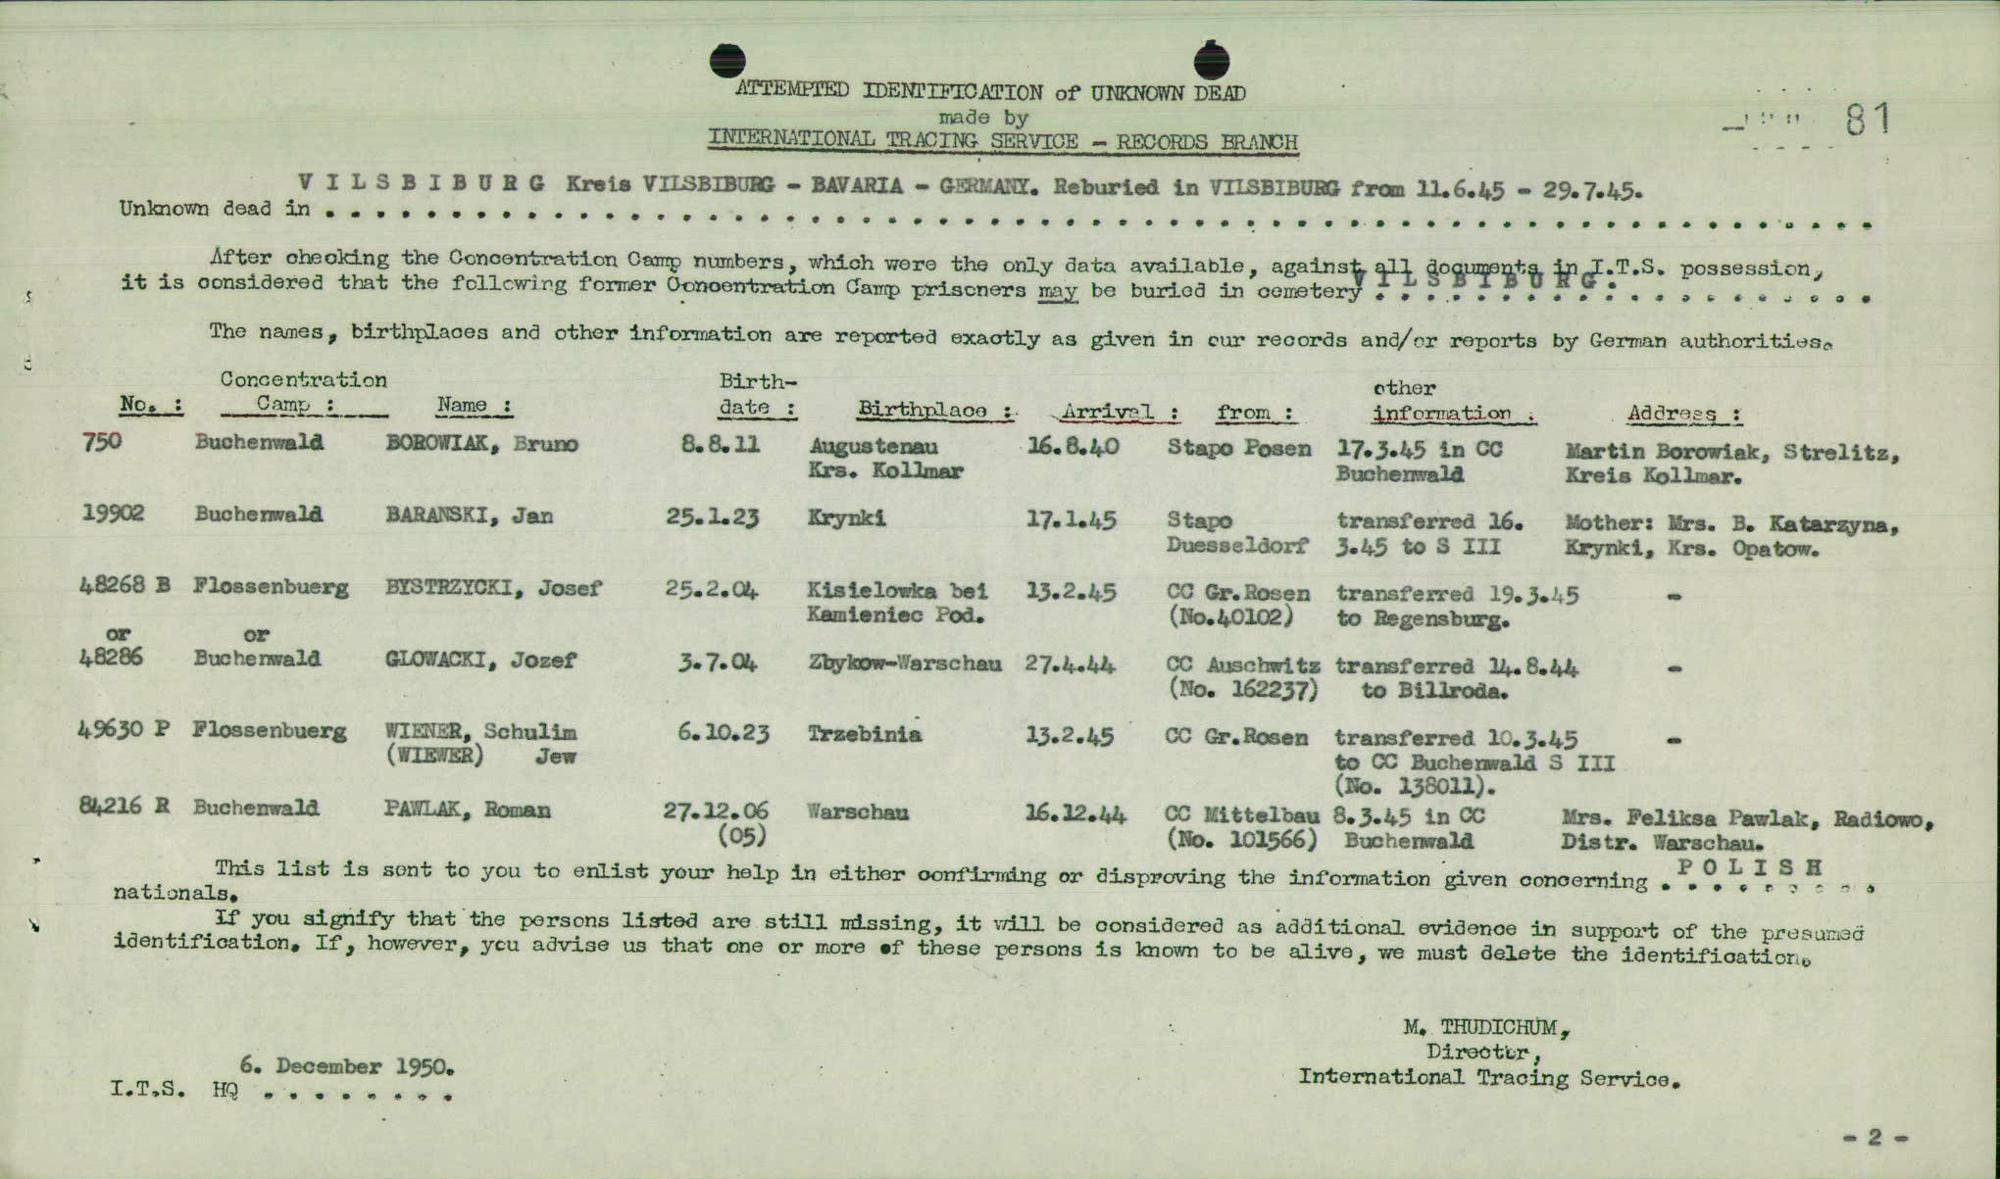 ATTEMPTED IDENTIFICATION of UNKNOWN DEAD
made by
INTERNATIONAL TRACING SERVICE - RECORDS BRANCH
81
V I L S B I B U R G Kreis VILSBIBURG - BAVARIA - GERMANY. Reburied in VILSBIBURG from 11.6.45 - 29.7.45.
Unknown dead in . . . . . . . . . . . . . . . . . . . . . . . . . . . . . . . . . . . . . . . . . . . . . . . . . . . . . . . . . . . .
After checking the Concentration Camp numbers, which were the only data available, against all documents in I.T.S. possession,
it is considered that the following former Concentration Camp prisoners may be buried in cemetery V I L S B I B U R G. . . . . . . . . . .
The names, birthplaces and other information are reported exactly as given in our records and/or reports by German authorities.
No. : Concentration Camp : Name : Birth-date : Birthplace : Arrival : from : other information : Address :
750 Buchenwald BOROWIAK, Bruno 8.8.11 Augustenau 16.8.40 Stapo Posen 17.3.45 in CC Martin Borowiak, Strelitz,
Krs. Kollmar Buchenwald Kreis Kollmar.
19902 Buchenwald BARANSKI, Jan 25.1.23 Krynki 17.1.45 Stapo transferred 16. Mother: Mrs. B. Katarzyna,
Duesseldorf 3.45 to S III Krynki, Krs. Opatow.
48268 B Flossenbuerg BYSTRZYCKI, Josef 25.2.04 Kisielowka bei 13.2.45 CC Gr.Rosen transferred 19.3.45 -
Kamieniec Pod. (No.40102) to Regensburg.
or or
48286 Buchenwald GLOWACKI, Jozef 3.7.04 Zbykow-Warschau 27.4.44 CC Auschwitz transferred 14.8.44 -
(No. 162237) to Billroda.
49630 P Flossenbuerg WIENER, Schulim 6.10.23 Trzebinia 13.2.45 CC Gr.Rosen transferred 10.3.45 -
(WIEWER) Jew to CC Buchenwald S III
(No. 138011).
84216 R Buchenwald PAWLAK, Roman 27.12.06 Warschau 16.12.44 CC Mittelbau 8.3.45 in CC Mrs. Feliksa Pawlak, Radiowo,
(05) (No. 101566) Buchenwald Distr. Warschau.
This list is sent to you to enlist your help in either confirming or disproving the information given concerning P O L I S H
nationals.
If you signify that the persons listed are still missing, it will be considered as additional evidence in support of the presumed
identification. If, however, you advise us that one or more of these persons is known to be alive, we must delete the identification.
M. THUDICHUM,
Director,
International Tracing Service.
6. December 1950.
I.T.S. HQ . . . . . . . .
- 2 -